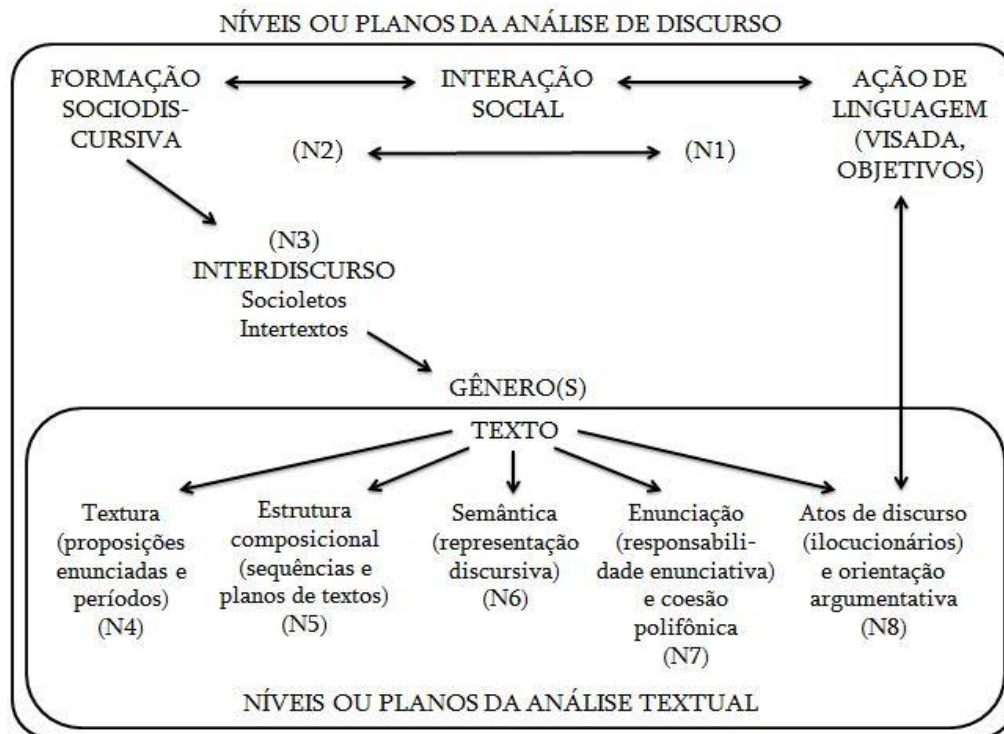 NÍVEIS OU PLANOS DA ANÁLISE DE DISCURSO
FORMAÇÃO
SOCIODIS-
CURSIVA
INTERAÇÃO
SOCIAL
AÇÃO DE
LINGUAGEM
(VISADA,
OBJETIVOS)
(N2)
(N1)
(N3)
INTERDISCURSO
Socioletos
Intertextos
GÊNERO(S)
TEXTO
Textura
(proposições
enunciadas e
períodos)
(N4)
Estrutura
composicional
(sequências e
planos de textos)
(N5)
Semântica
(representação
discursiva)
(N6)
Enunciação
(responsabili-
dade enunciativa)
e coesão
polifônica
(N7)
Atos de discurso
(ilocucionários)
e orientação
argumentativa
(N8)
NÍVEIS OU PLANOS DA ANÁLISE TEXTUAL